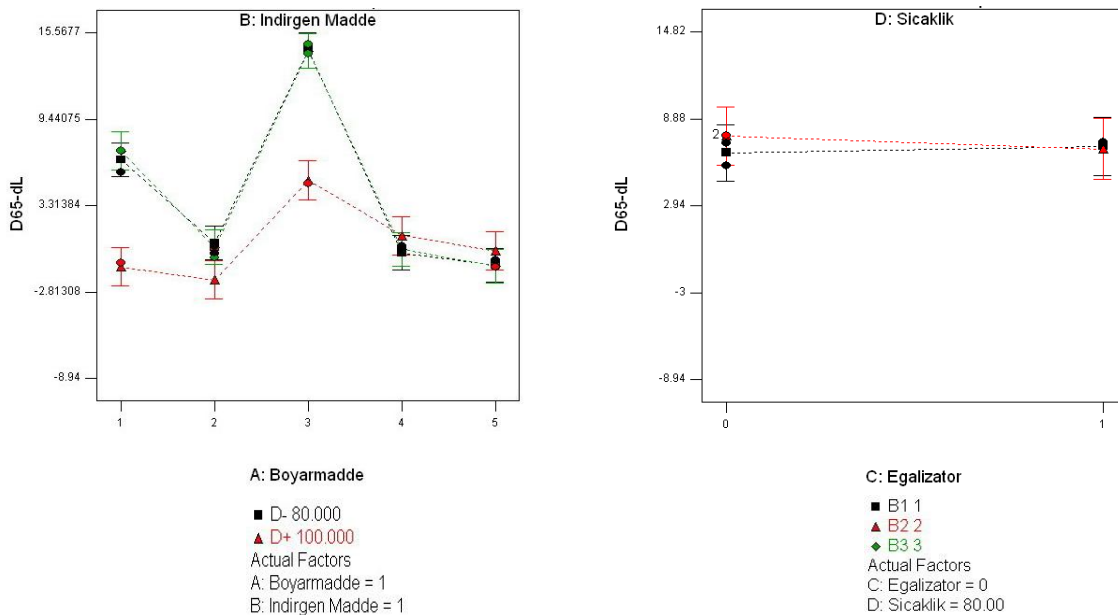 B: Indirgen Madde
15.5677
9.44075
3.31384
-2.81308
-8.94
D65-dL
1
2
3
4
5
A: Boyarmadde
D- 80.000
D+ 100.000
Actual Factors
A: Boyarmadde = 1
B: Indirgen Madde = 1
D: Sicaklik
14.82
8.88
2.94
-3
-8.94
D65-dL
2
0
1
C: Egalizator
B1 1
B2 2
B3 3
Actual Factors
C: Egalizator = 0
D: Sicaklik = 80.00